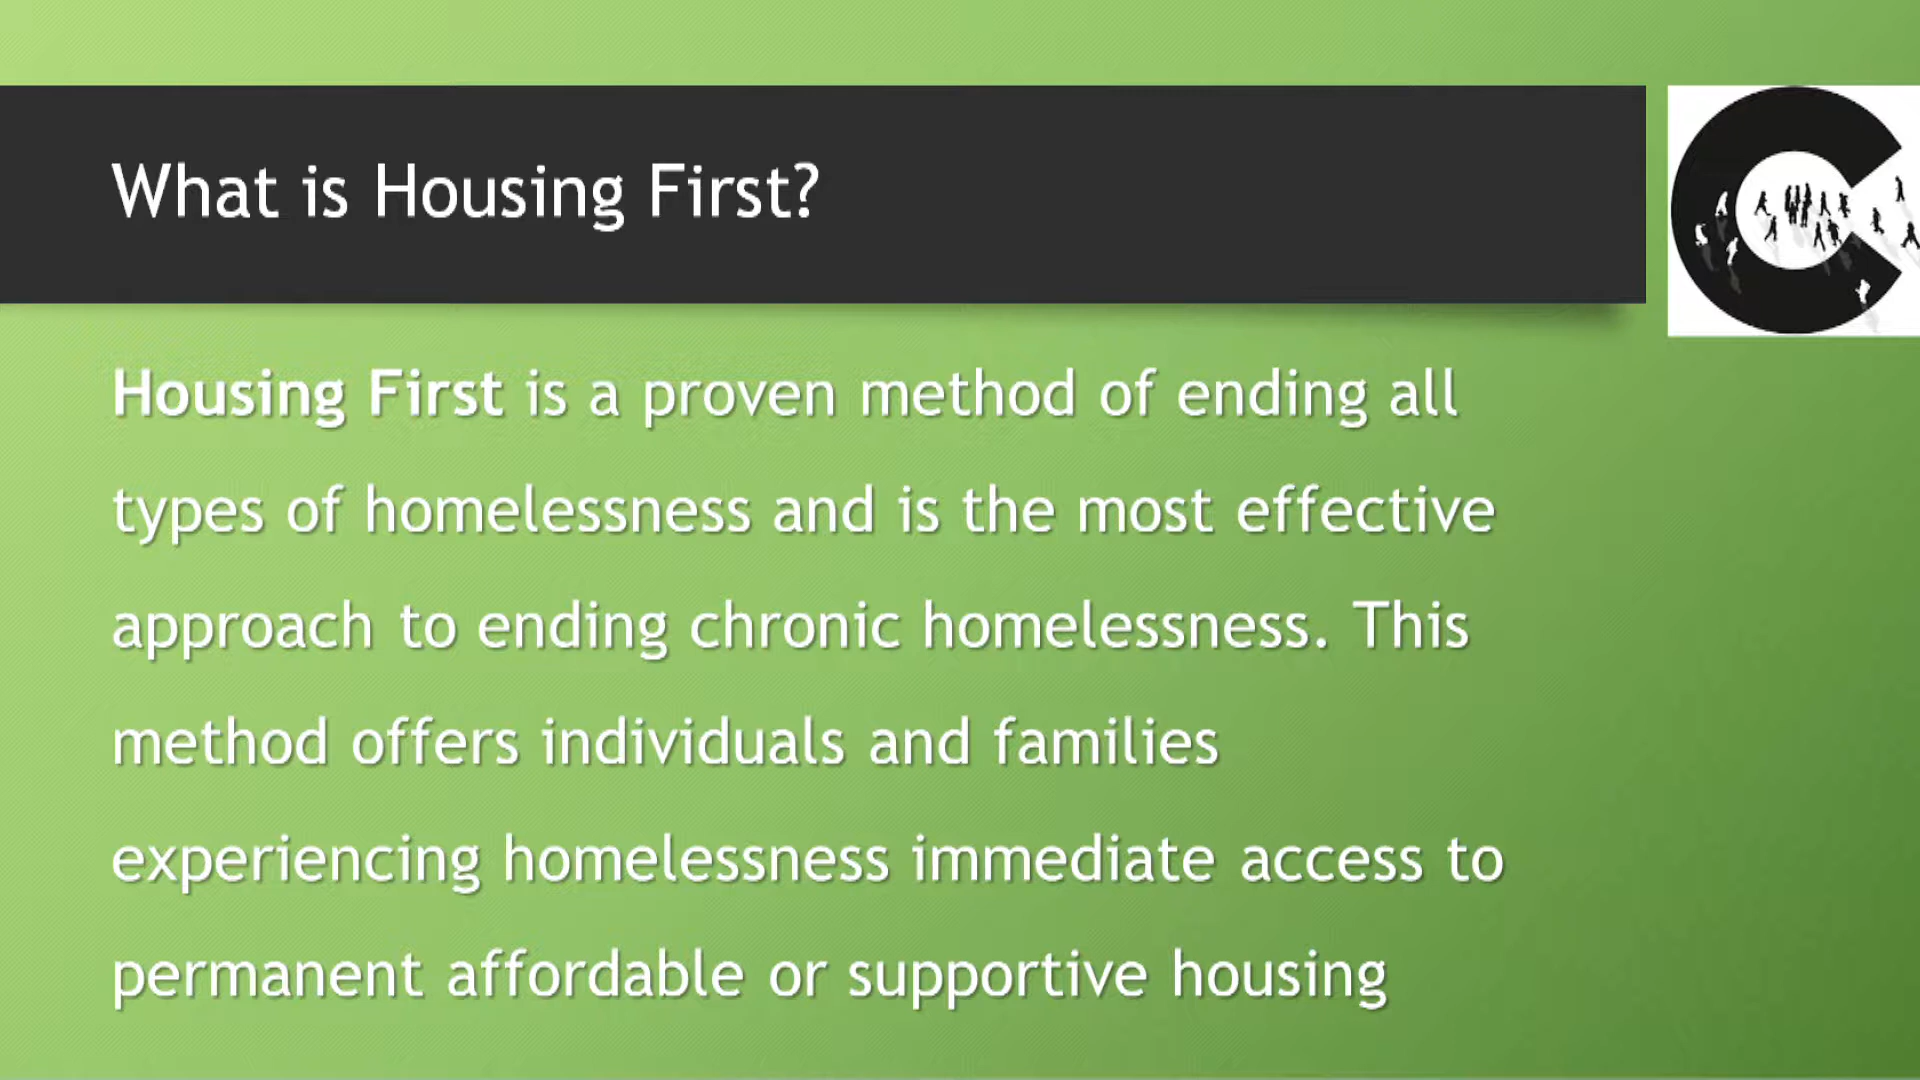 What is Housing First?
Housing First is a proven method of ending all
types of homelessness and is the most effective
approach to ending chronic homelessness. This
method offers individuals and families
experiencing homelessness immediate access to
permanent affordable or supportive housing